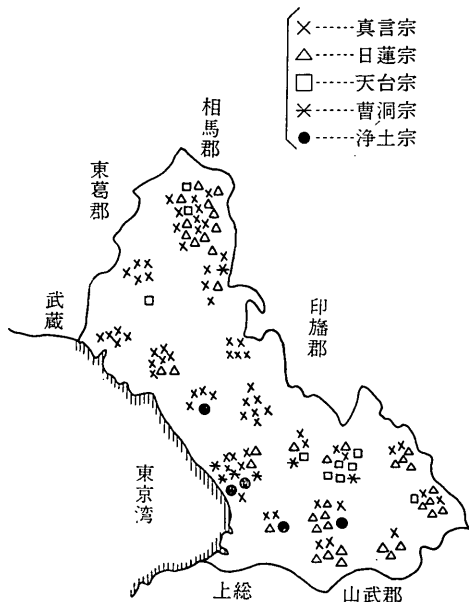 ×……真言宗
△……日蓮宗
□……天台宗
＊……曹洞宗
●……浄土宗
相馬郡
東葛郡
武蔵
印旛郡
東京湾
上総
山武郡